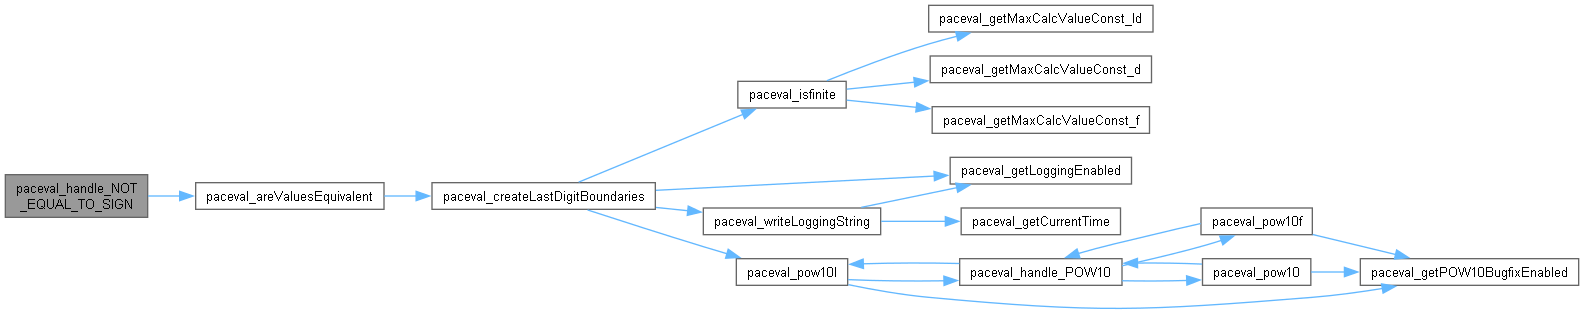 paceval_getMaxCalcValueConst_ld
paceval_getMaxCalcValueConst_d
paceval_isfinite
paceval_getMaxCalcValueConst_f
paceval_getLoggingEnabled
paceval_handle_NOT
_EQUAL_TO_SIGN
paceval_areValuesEquivalent
paceval_createLastDigitBoundaries
paceval_writeLoggingString
paceval_getCurrentTime
paceval_pow10f
paceval_pow10l
paceval_handle_POW10
paceval_pow10
paceval_getPOW10BugfixEnabled